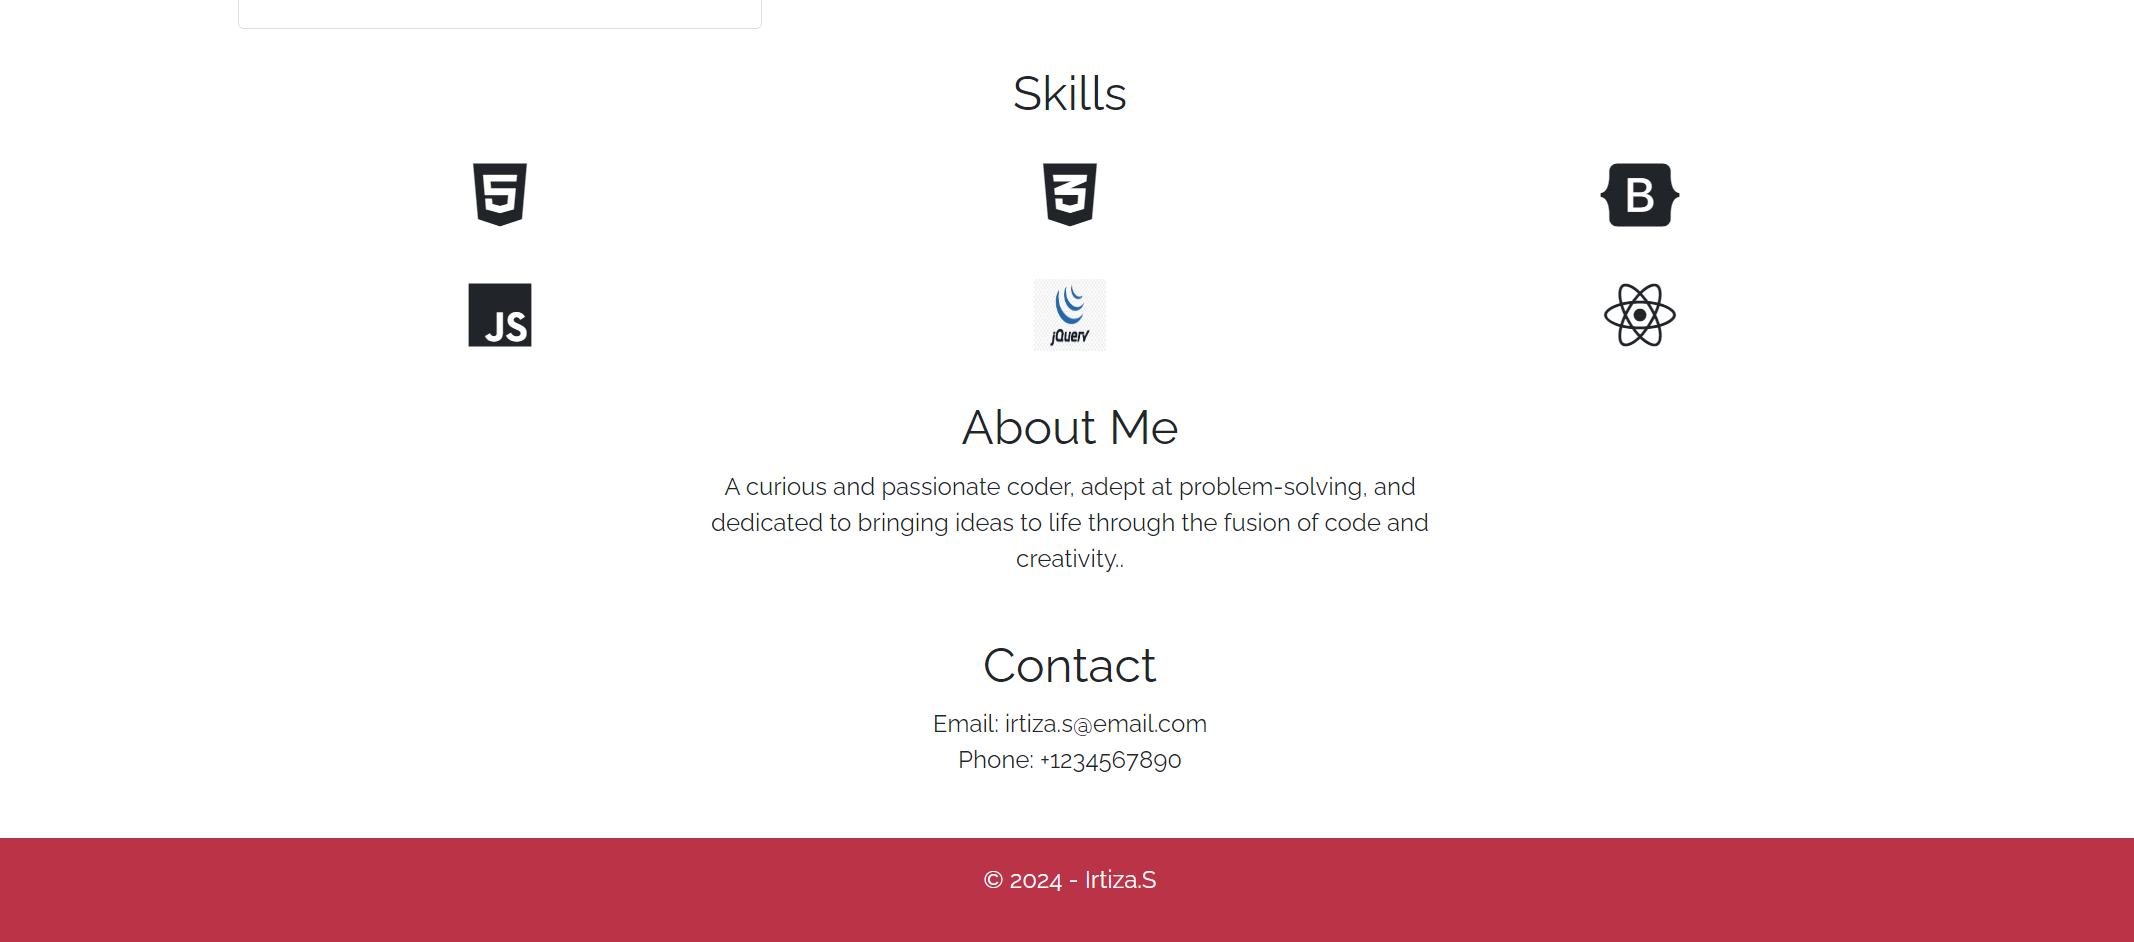 Skills
5
3
B
JS
jQuery
About Me
A curious and passionate coder, adept at problem-solving, and
dedicated to bringing ideas to life through the fusion of code and
creativity..
Contact
Email: irtiza.s@email.com
Phone: +1234567890
© 2024 - Irtiza.S